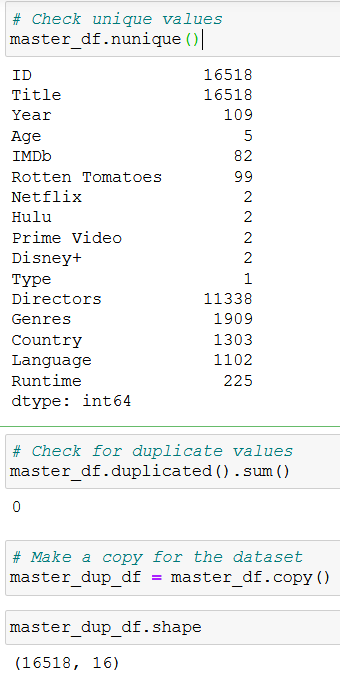 # Check unique values
master_df.nunique()
ID 16518
Title 16518
Year 109
Age 5
IMDb 82
Rotten Tomatoes 99
Netflix 2
Hulu 2
Prime Video 2
Disney+ 2
Type 1
Directors 11338
Genres 1909
Country 1303
Language 1102
Runtime 225
dtype: int64
# Check for duplicate values
master_df.duplicated().sum()
0
# Make a copy for the dataset
master_dup_df = master_df.copy()
master_dup_df.shape
(16518, 16)